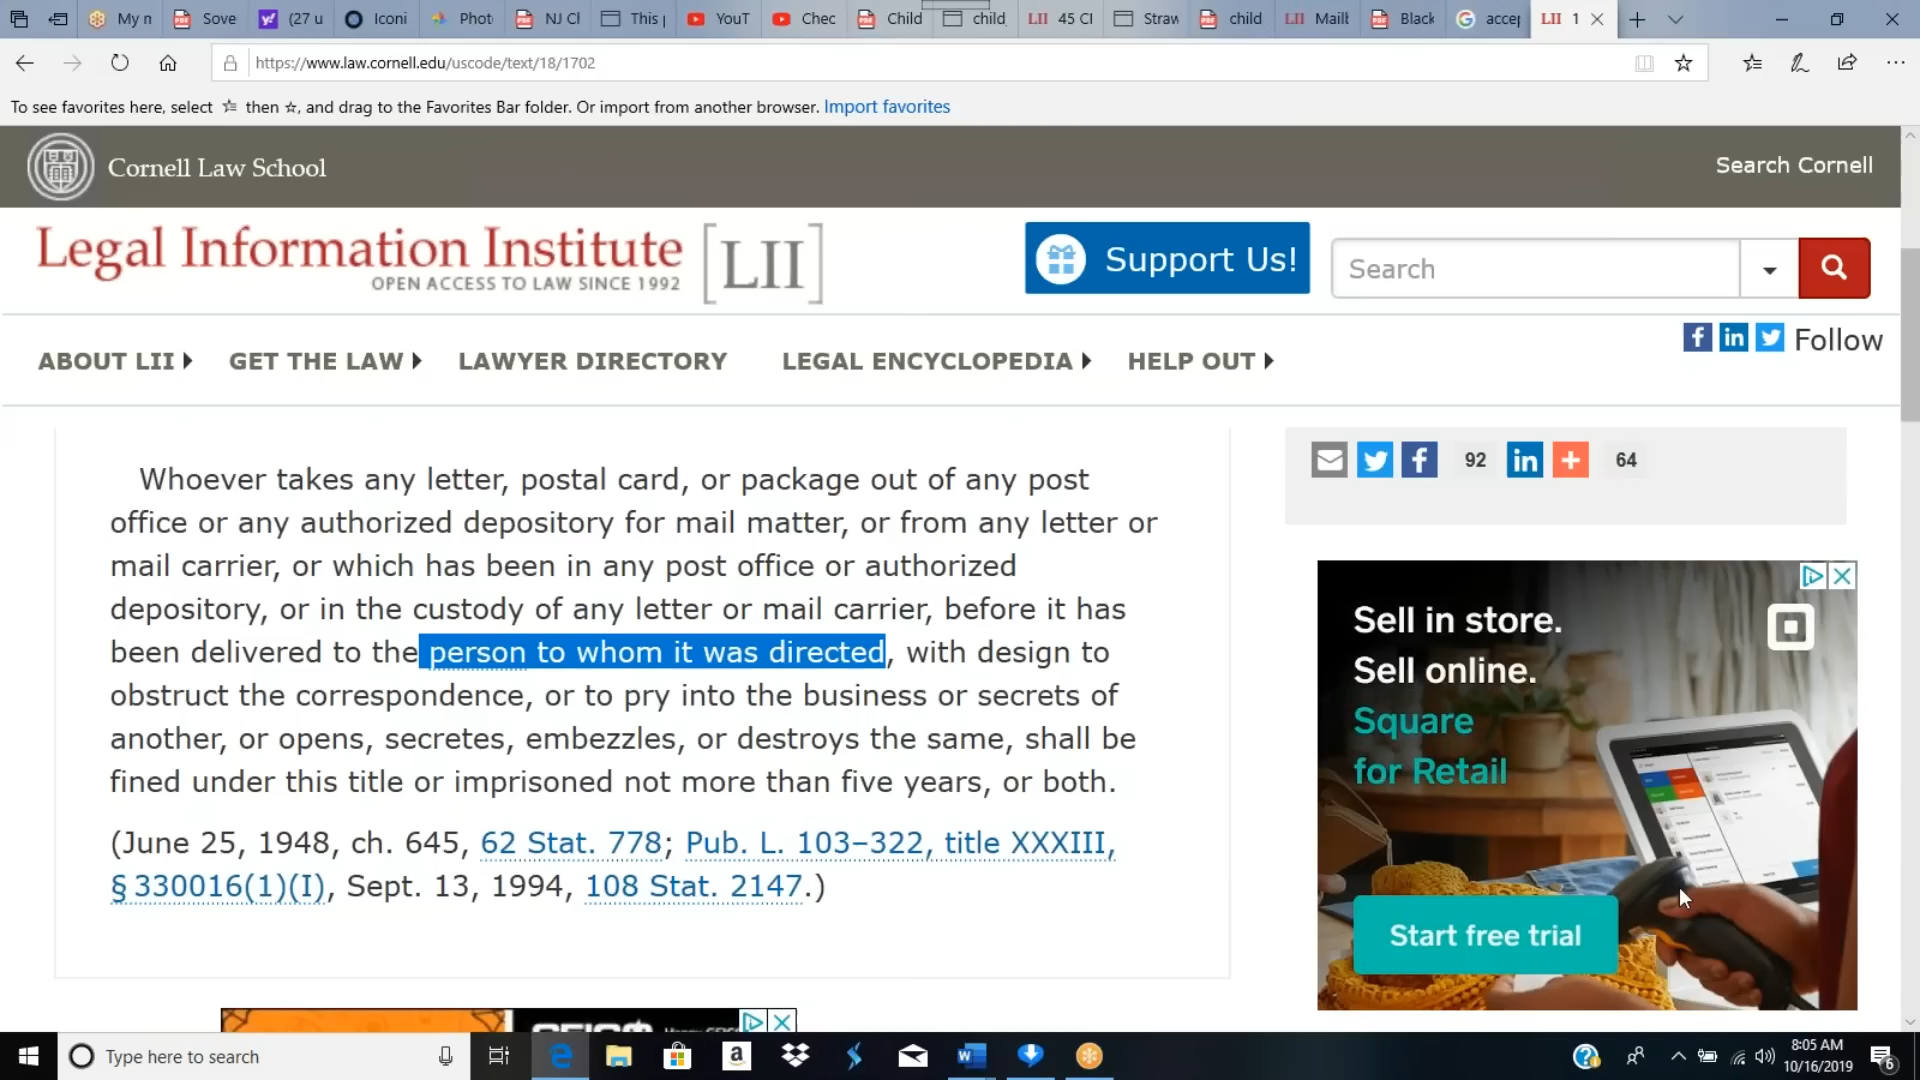 My n
Sove
(27 u
Iconi
Phot
NJ Cl
This p
YouT
Chec
Child
child
LII 45 CI
Straw
child
LII Mailb
Black
accep
LII 1
https://www.law.cornell.edu/uscode/text/18/1702
To see favorites here, select then ☆, and drag to the Favorites Bar folder. Or import from another browser. Import favorites
Cornell Law School
Search Cornell
Legal Information Institute [LII]
OPEN ACCESS TO LAW SINCE 1992
Support Us!
Search
ABOUT LII
GET THE LAW
LAWYER DIRECTORY
LEGAL ENCYCLOPEDIA
HELP OUT
Follow
Whoever takes any letter, postal card, or package out of any post
office or any authorized depository for mail matter, or from any letter or
mail carrier, or which has been in any post office or authorized
depository, or in the custody of any letter or mail carrier, before it has
been delivered to the person to whom it was directed, with design to
obstruct the correspondence, or to pry into the business or secrets of
another, or opens, secretes, embezzles, or destroys the same, shall be
fined under this title or imprisoned not more than five years, or both.
(June 25, 1948, ch. 645, 62 Stat. 778; Pub. L. 103–322, title XXXIII,
§ 330016(1)(I), Sept. 13, 1994, 108 Stat. 2147.)
92
64
Sell in store.
Sell online.
Square
for Retail
Start free trial
GEICO
Type here to search
8:05 AM
10/16/2019
6